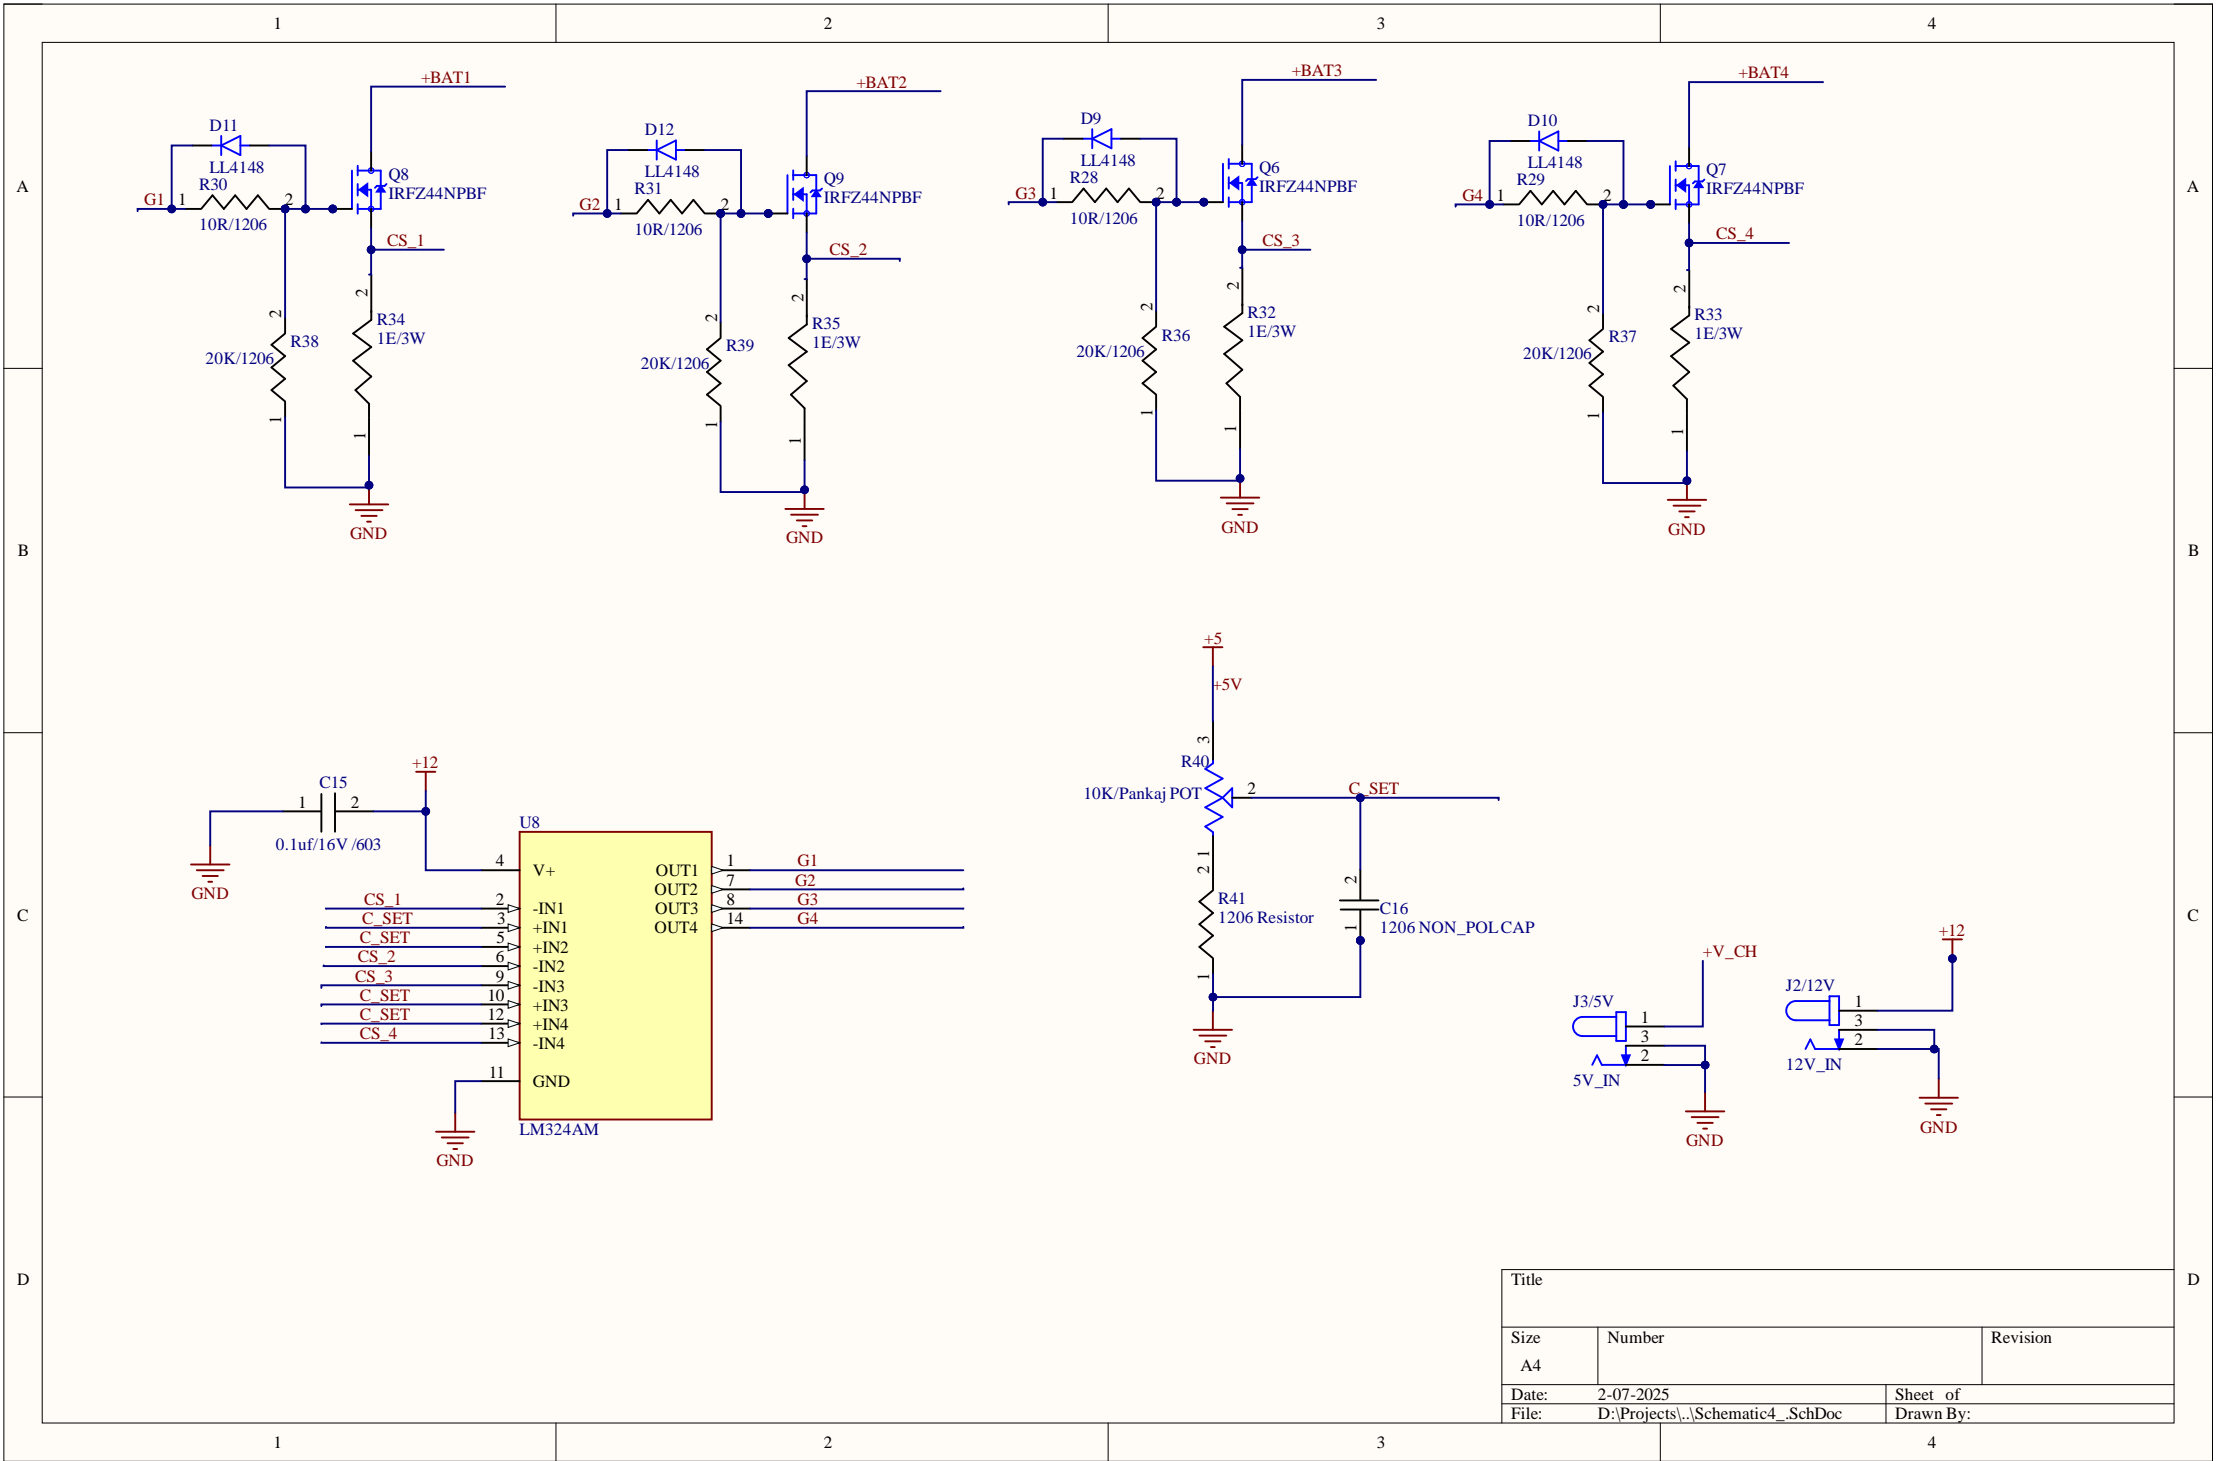 1 2 3 4
A A
B B
C C
D D
1 2 3 4
+BAT1
D11
LL4148
R30
G1 1 2
10R/1206
Q8
IRFZ44NPBF
CS_1
2
R38
20K/1206
1
2
R34
1E/3W
1
GND
+BAT2
D12
LL4148
R31
G2 1 2
10R/1206
Q9
IRFZ44NPBF
CS_2
2
R39
20K/1206
1
2
R35
1E/3W
1
GND
+BAT3
D9
LL4148
R28
G3 1 2
10R/1206
Q6
IRFZ44NPBF
CS_3
2
R36
20K/1206
1
2
R32
1E/3W
1
GND
+BAT4
D10
LL4148
R29
G4 1 2
10R/1206
Q7
IRFZ44NPBF
CS_4
2
R37
20K/1206
1
2
R33
1E/3W
1
GND
+12
C15
1 2
0.1uf/16V/603
GND
U8
4 V+
CS_1 2 -IN1
C_SET 3 +IN1
C_SET 5 +IN2
CS_2 6 -IN2
CS_3 9 -IN3
C_SET 10 +IN3
C_SET 12 +IN4
CS_4 13 -IN4
11 GND
OUT1 1 G1
OUT2 7 G2
OUT3 8 G3
OUT4 14 G4
LM324AM
GND
+5
+5V
3
R40
10K/Pankaj POT
2 C_SET
1
2
R41
1206 Resistor
1
2
C16
1206 NON_POL CAP
1
GND
+V_CH
J3/5V
1
3
2
5V_IN
GND
+12
J2/12V
1
3
2
12V_IN
GND
Title
Size Number Revision
A4
Date: 2-07-2025 Sheet of
File: D:\Projects\..\Schematic4_.SchDoc Drawn By: